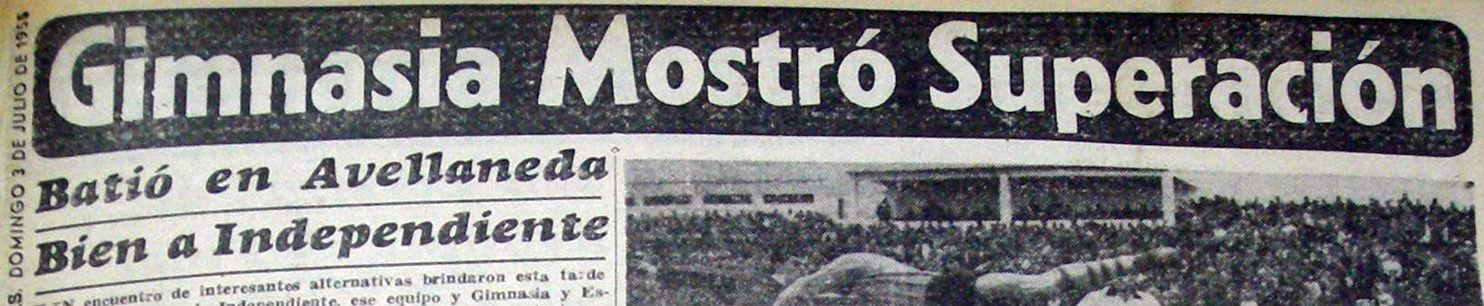 S. DOMINGO 3 DE JULIO DE 1955
Gimnasia Mostró Superación
Batió en Avellaneda
Bien a Independiente
encuentro de interesantes alternativas brindaron esta tarde
Independiente, ese equipo y Gimnasia y Es-